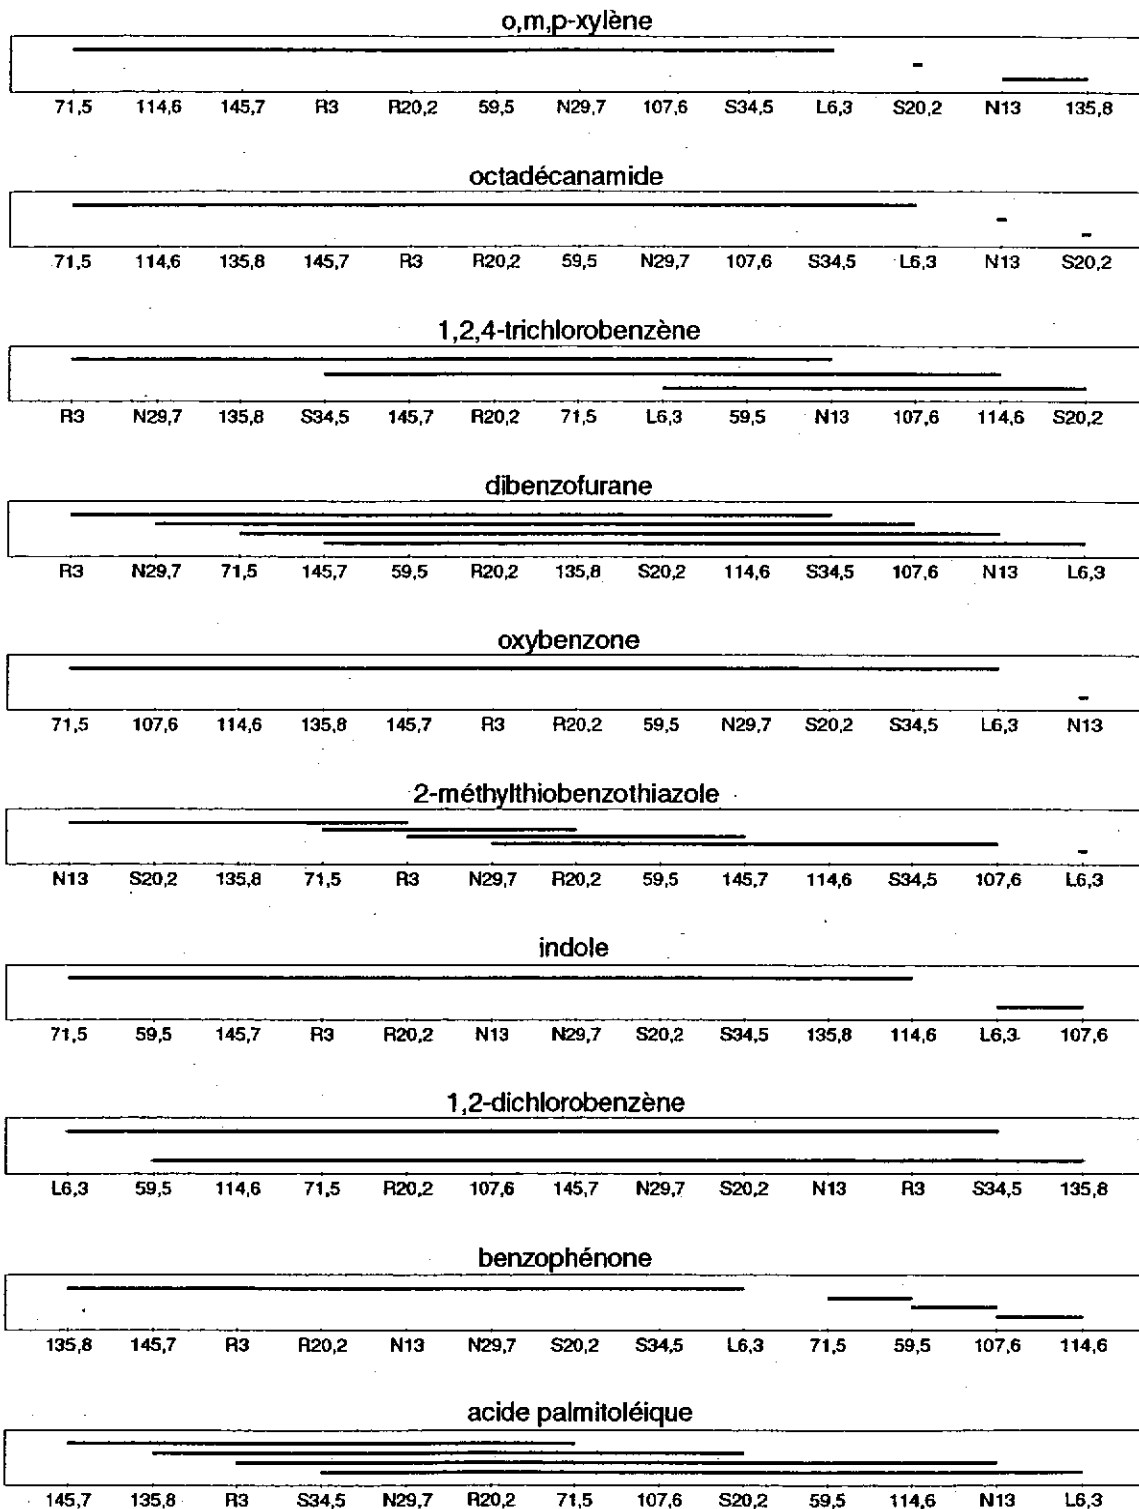 o,m,p-xylène
71,5 114,6 145,7 R3 R20,2 59,5 N29,7 107,6 S34,5 L6,3 S20,2 N13 135,8
octadécanamide
71,5 114,6 135,8 145,7 R3 R20,2 59,5 N29,7 107,6 S34,5 L6,3 N13 S20,2
1,2,4-trichlorobenzène
R3 N29,7 135,8 S34,5 145,7 R20,2 71,5 L6,3 59,5 N13 107,6 114,6 S20,2
dibenzofurane
R3 N29,7 71,5 145,7 59,5 R20,2 135,8 S20,2 114,6 S34,5 107,6 N13 L6,3
oxybenzone
71,5 107,6 114,6 135,8 145,7 R3 R20,2 59,5 N29,7 S20,2 S34,5 L6,3 N13
2-méthylthiobenzothiazole
N13 S20,2 135,8 71,5 R3 N29,7 R20,2 59,5 145,7 114,6 S34,5 107,6 L6,3
indole
71,5 59,5 145,7 R3 R20,2 N13 N29,7 S20,2 S34,5 135,8 114,6 L6,3 107,6
1,2-dichlorobenzène
L6,3 59,5 114,6 71,5 R20,2 107,6 145,7 N29,7 S20,2 N13 R3 S34,5 135,8
benzophénone
135,8 145,7 R3 R20,2 N13 N29,7 S20,2 S34,5 L6,3 71,5 59,5 107,6 114,6
acide palmitoléique
145,7 135,8 R3 S34,5 N29,7 R20,2 71,5 107,6 S20,2 59,5 114,6 N13 L6,3